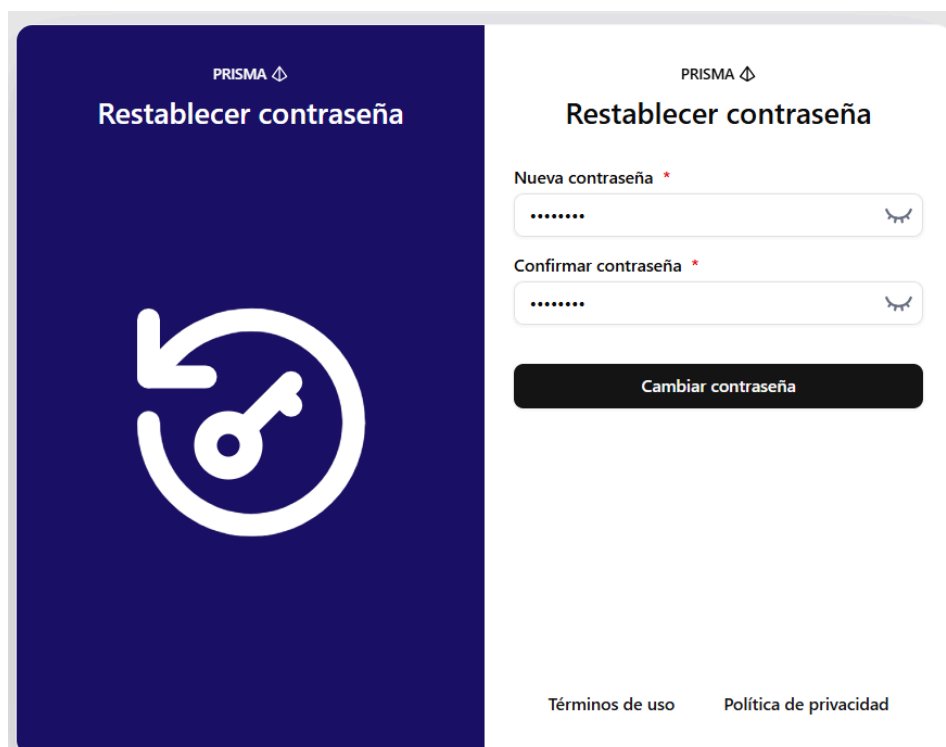 PRISMA
Restablecer contraseña
PRISMA
Restablecer contraseña
Nueva contraseña *
••••••••
Confirmar contraseña *
••••••••
Cambiar contraseña
Términos de uso Política de privacidad